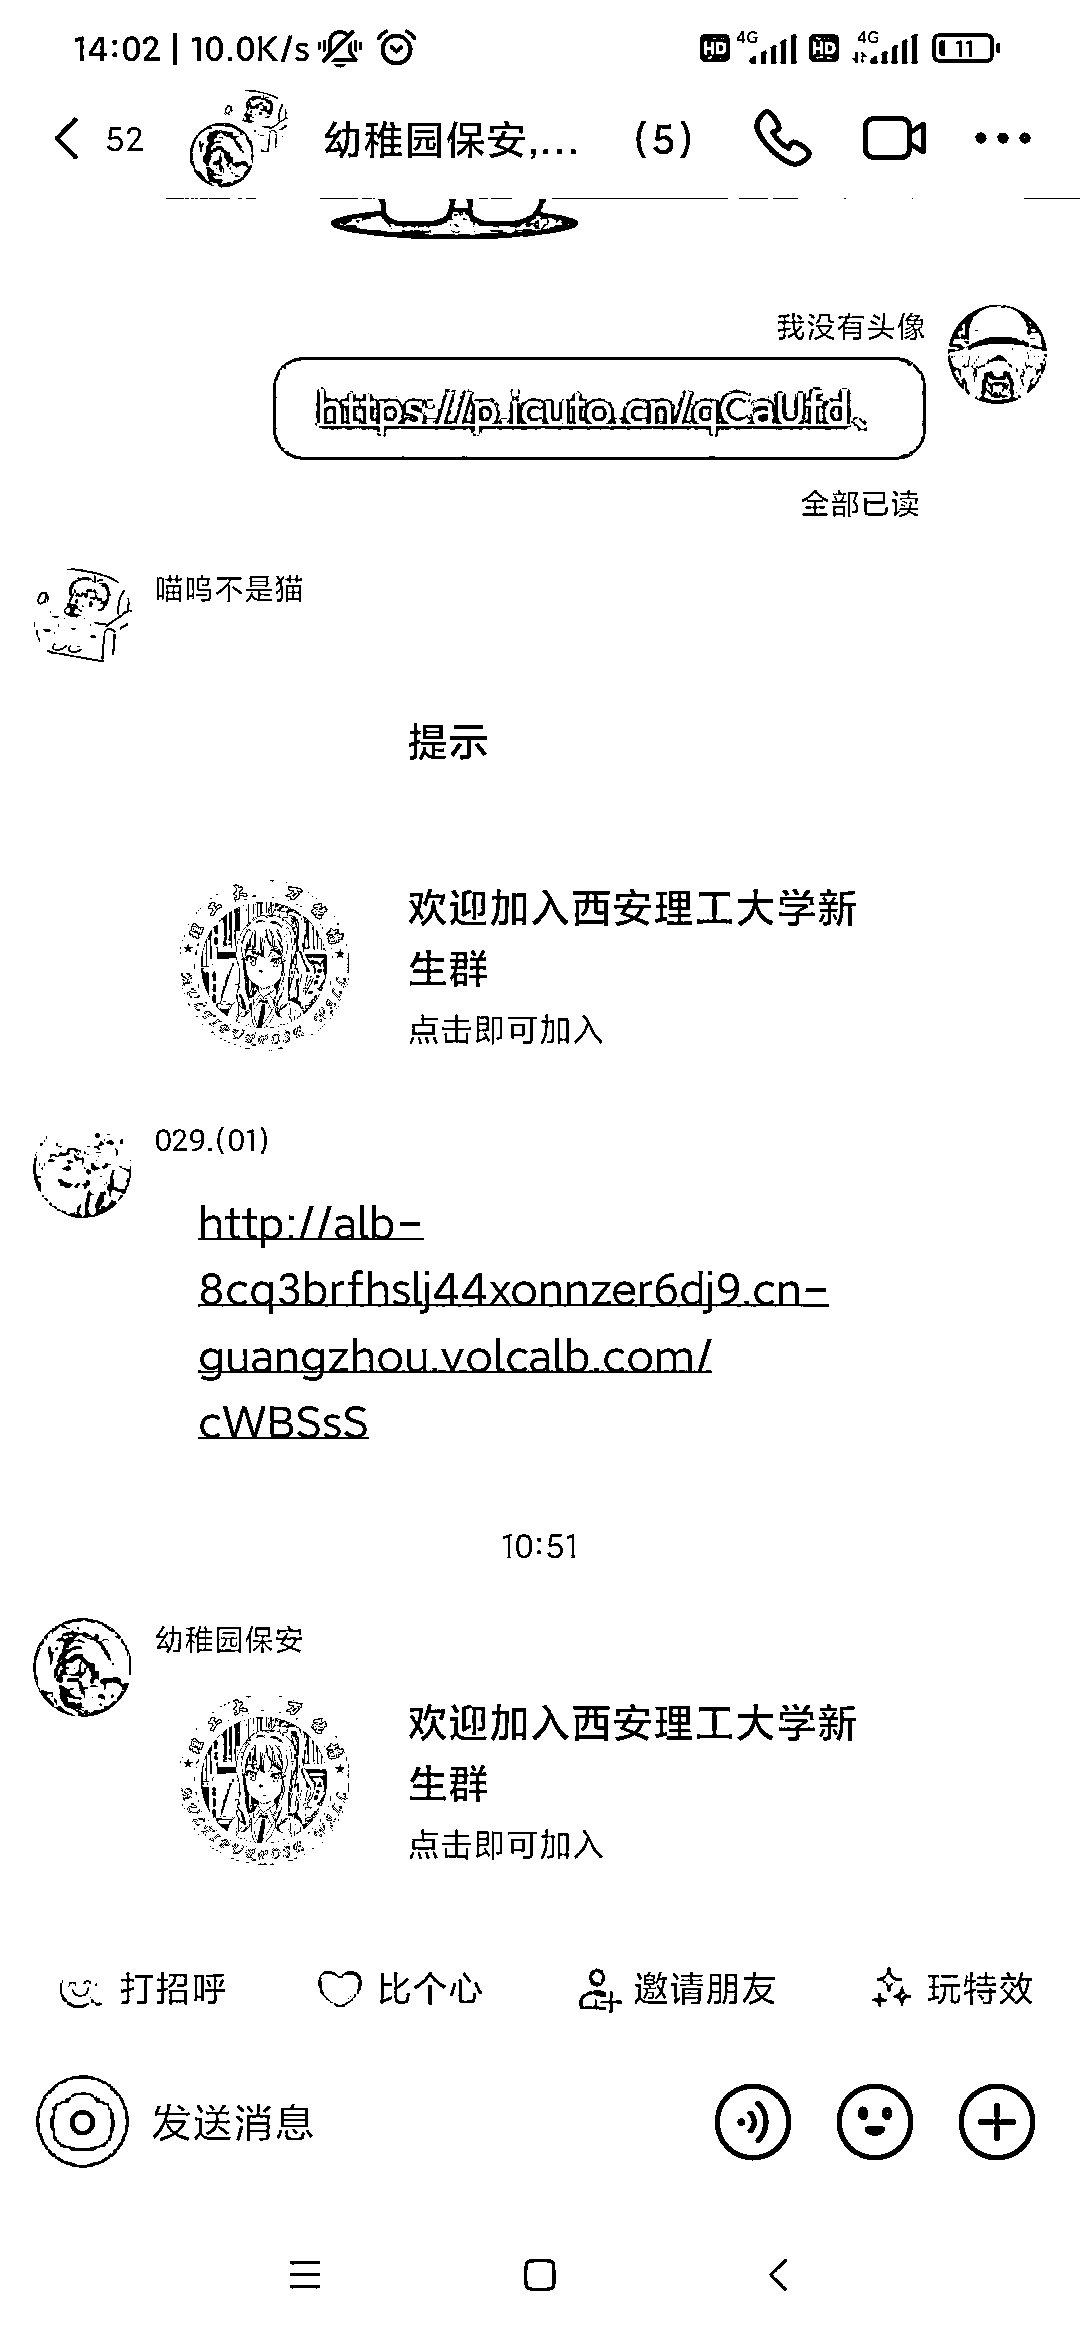 14:02 | 10.0K/s HD 4G HD 4G 11
52 幼稚园保安,... (5)
我没有头像
https://p.icuto.cn/qCaUfd、
全部已读
喵呜不是猫
提示
欢迎加入西安理工大学新
生群
点击即可加入
029.(01)
http://alb-
8cq3brfhslj44xonnzer6dj9.cn-
guangzhou.volcalb.com/
cWBSsS
10:51
幼稚园保安
欢迎加入西安理工大学新
生群
点击即可加入
打招呼 比个心 邀请朋友 玩特效
发送消息